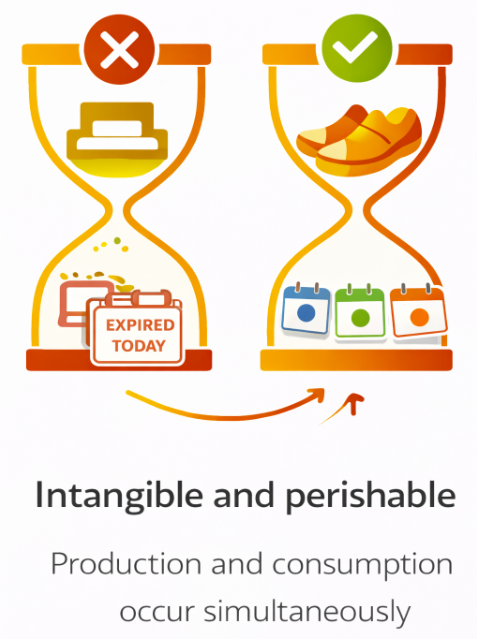 EXPIRED
TODAY
Intangible and perishable
Production and consumption
occur simultaneously